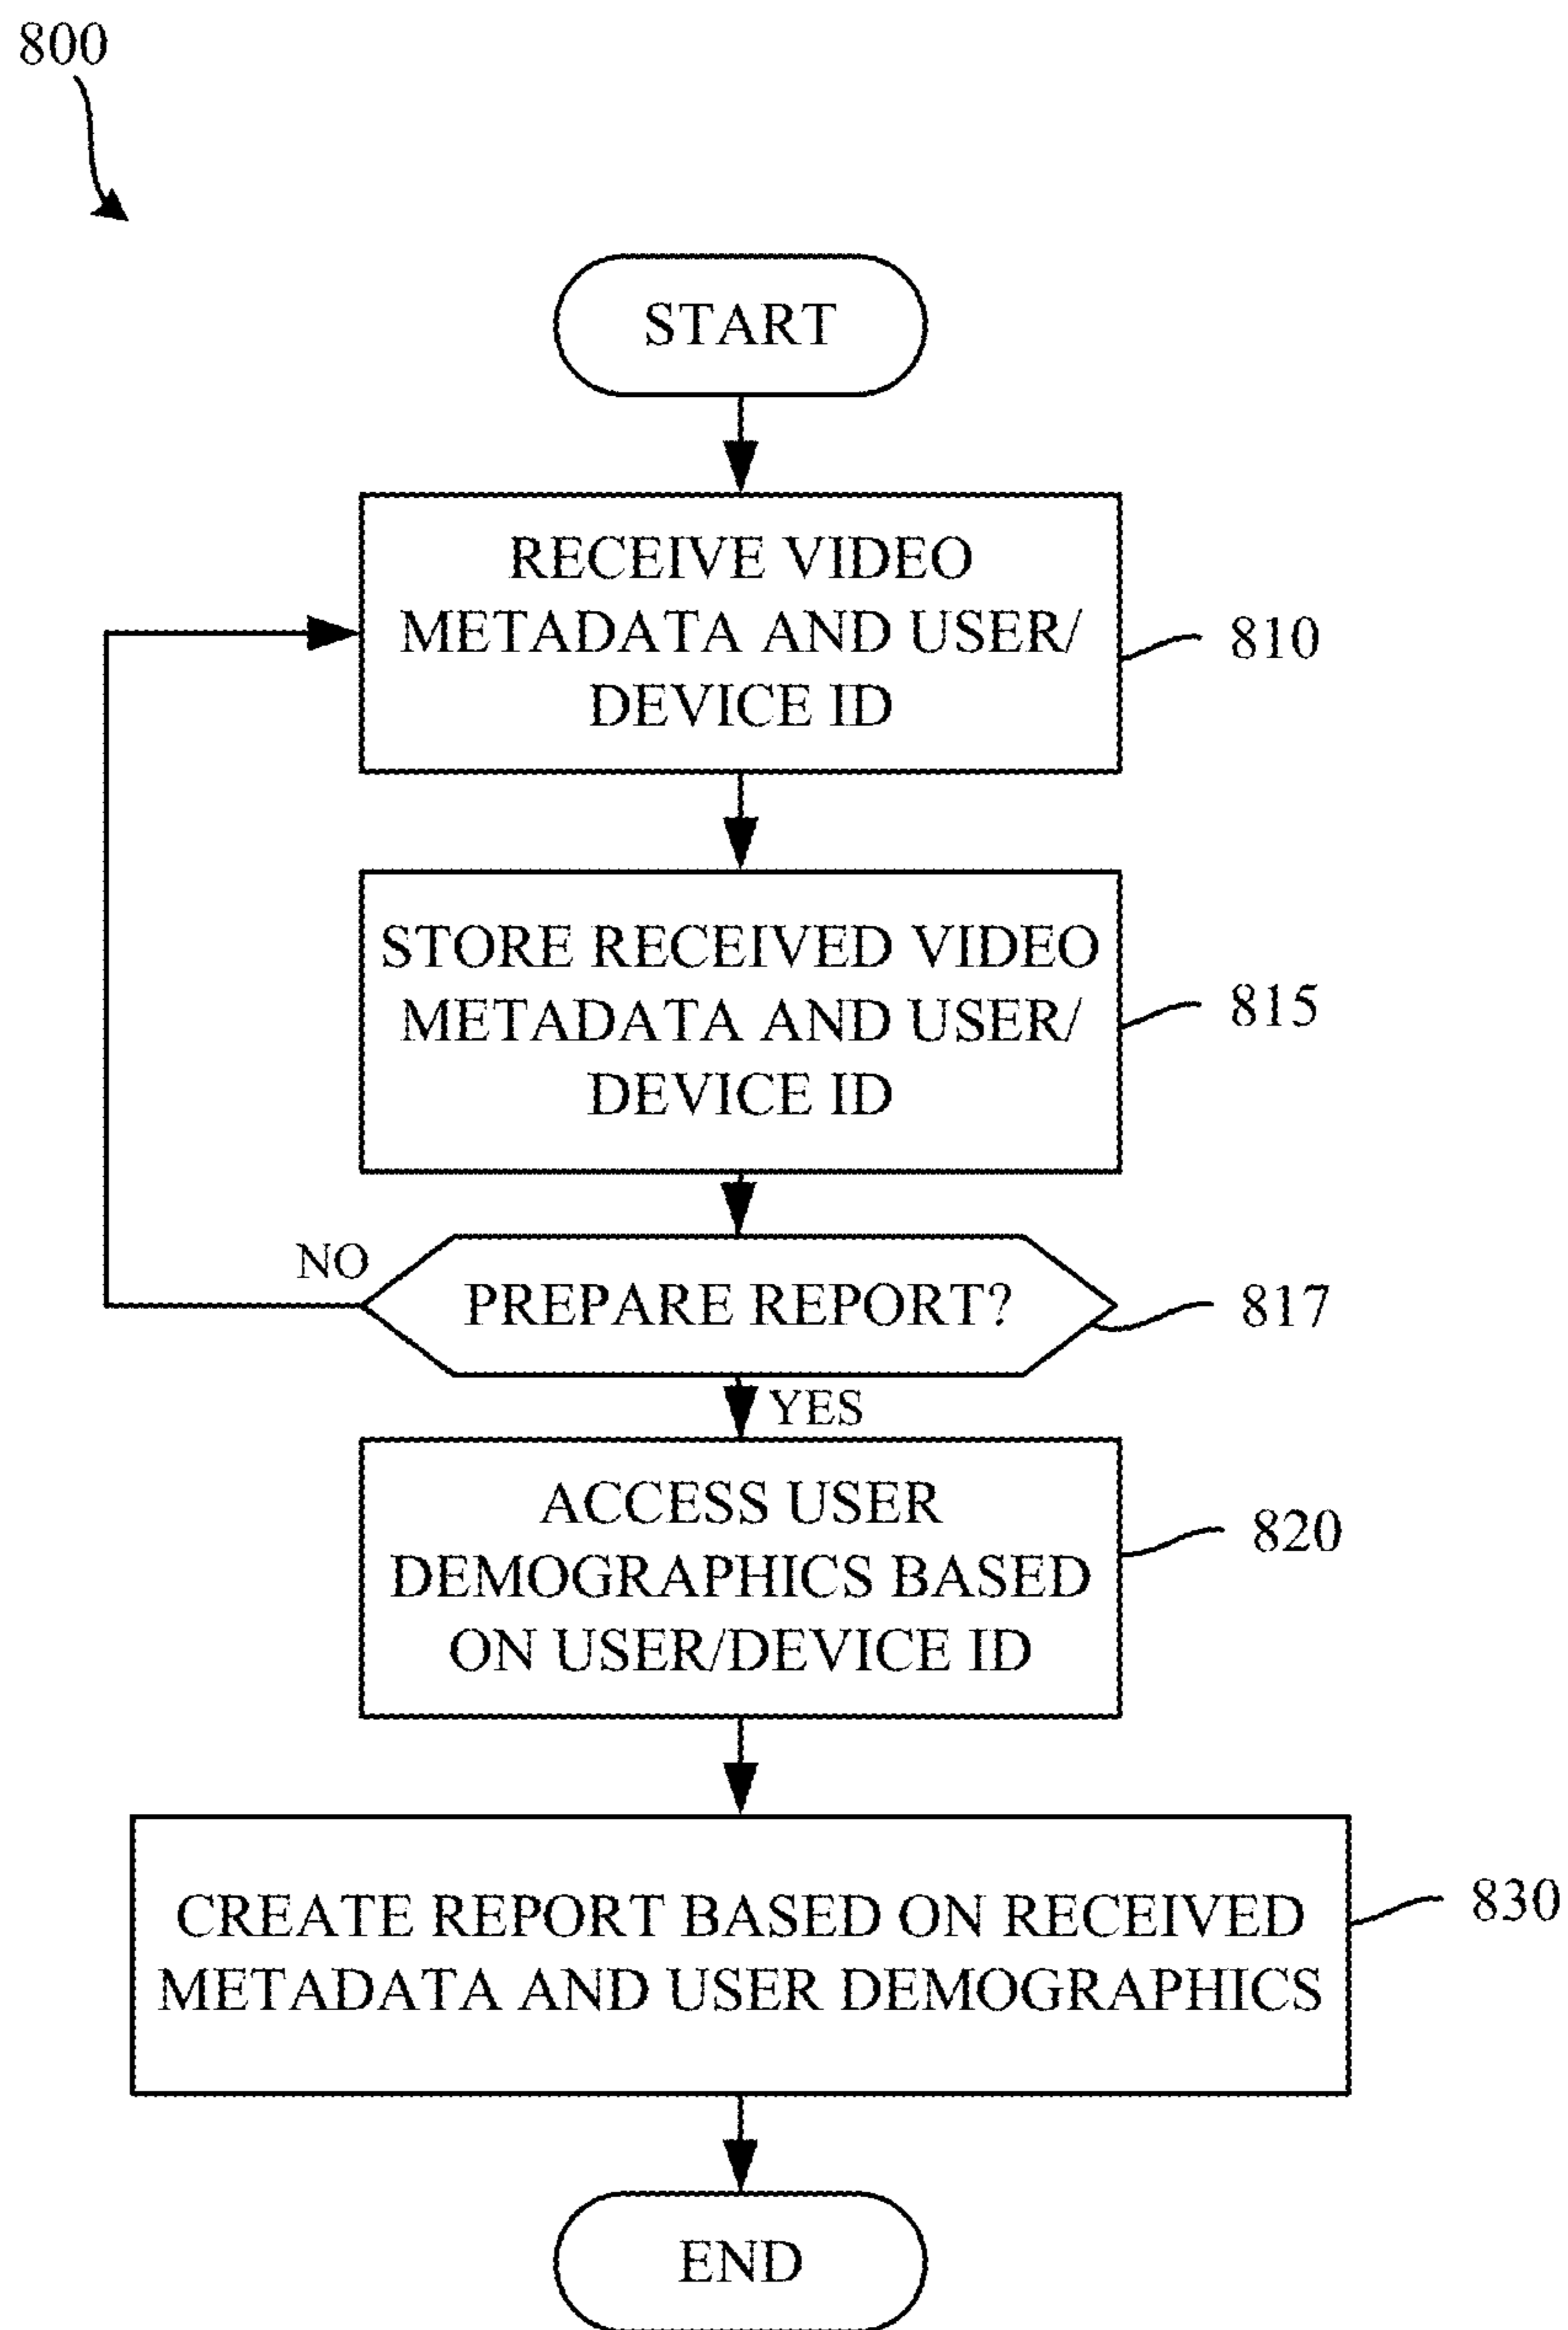 800
START
RECEIVE VIDEO
METADATA AND USER/
DEVICE ID
810
STORE RECEIVED VIDEO
METADATA AND USER/
DEVICE ID
815
NO
PREPARE REPORT?
817
YES
ACCESS USER
DEMOGRAPHICS BASED
ON USER/DEVICE ID
820
CREATE REPORT BASED ON RECEIVED
METADATA AND USER DEMOGRAPHICS
830
END